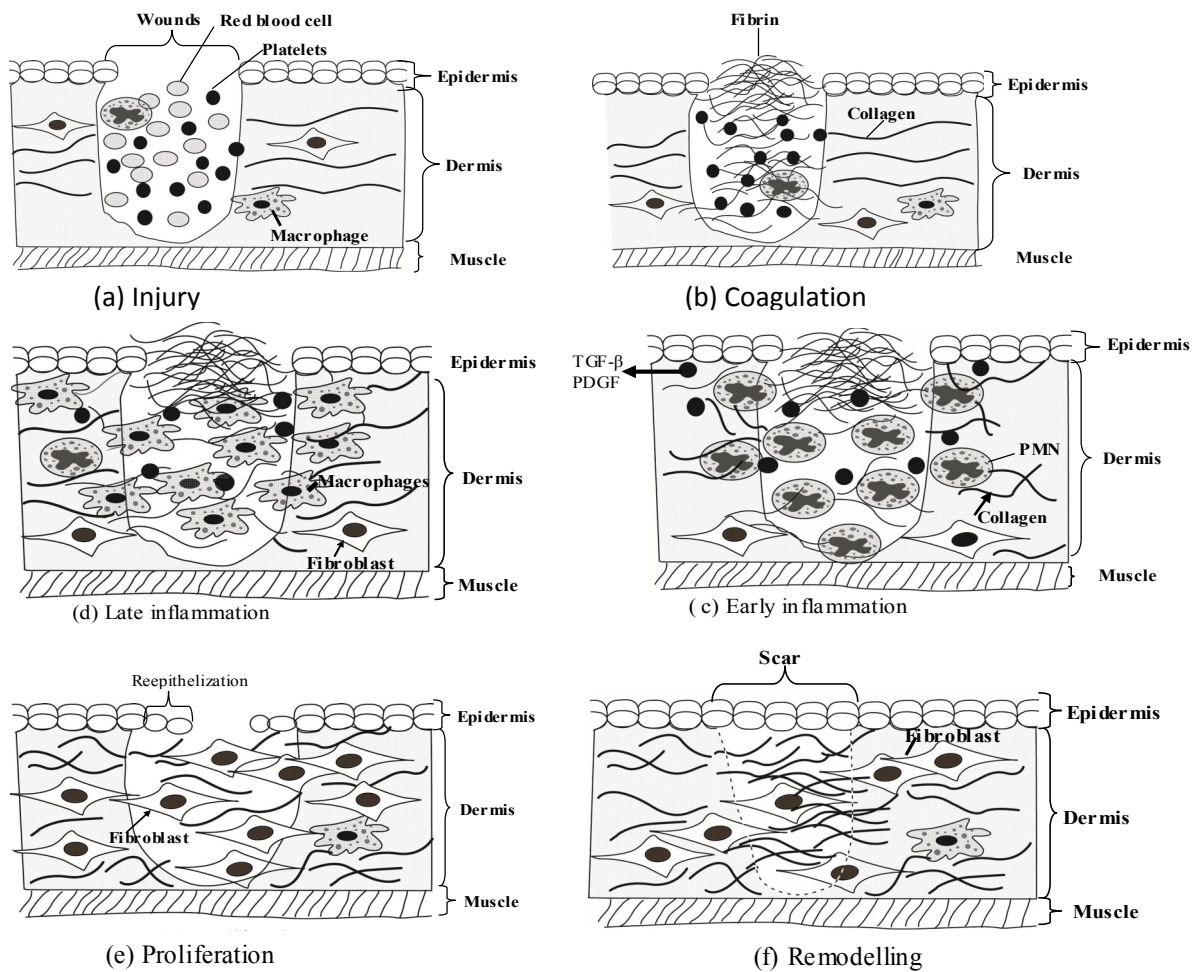 Wounds
Red blood cell
Platelets
Epidermis
Dermis
Macrophage
Muscle
(a) Injury
Fibrin
Epidermis
Collagen
Dermis
Muscle
(b) Coagulation
Epidermis
Dermis
Macrophages
Fibroblast
Muscle
(d) Late inflammation
TGF-β
PDGF
Epidermis
PMN
Dermis
Collagen
Muscle
( c) Early inflammation
Reepithelization
Epidermis
Dermis
Fibroblast
Muscle
(e) Proliferation
Scar
Epidermis
Fibroblast
Dermis
Muscle
(f) Remodelling